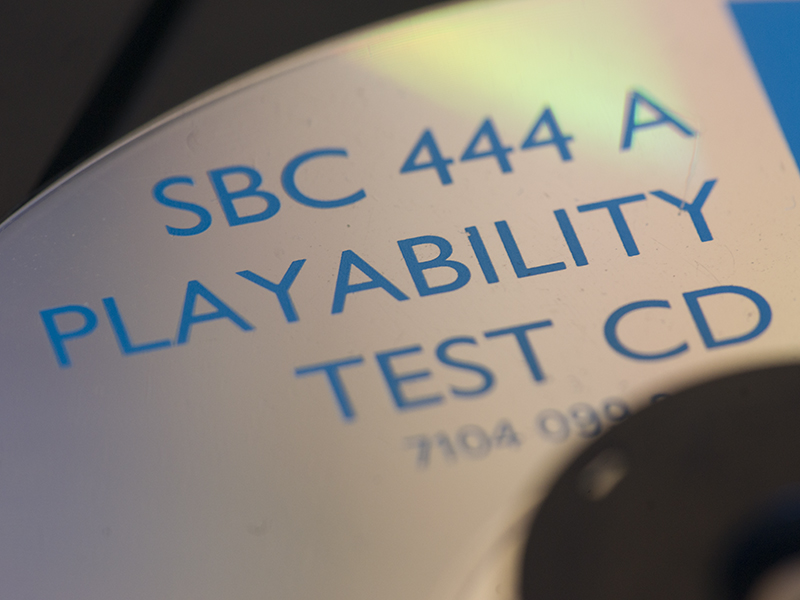 SBC 444 A
PLAYABILITY
TEST CD
7104 099